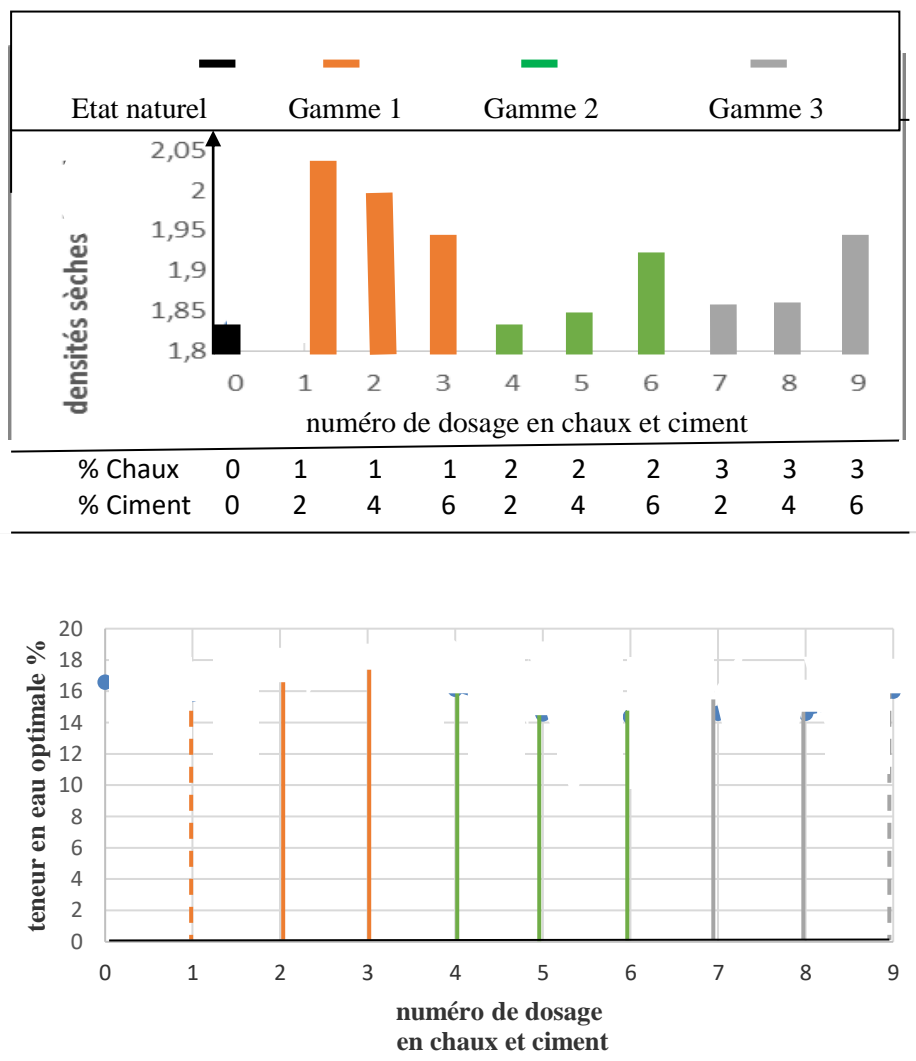 Etat naturel Gamme 1 Gamme 2 Gamme 3
densités sèches
2,05
2
1,95
1,9
1,85
1,8
0 1 2 3 4 5 6 7 8 9
numéro de dosage en chaux et ciment
% Chaux 0 1 1 1 2 2 2 3 3 3
% Ciment 0 2 4 6 2 4 6 2 4 6
teneur en eau optimale %
20
18
16
14
12
10
8
6
4
2
0
0 1 2 3 4 5 6 7 8 9
numéro de dosage
en chaux et ciment